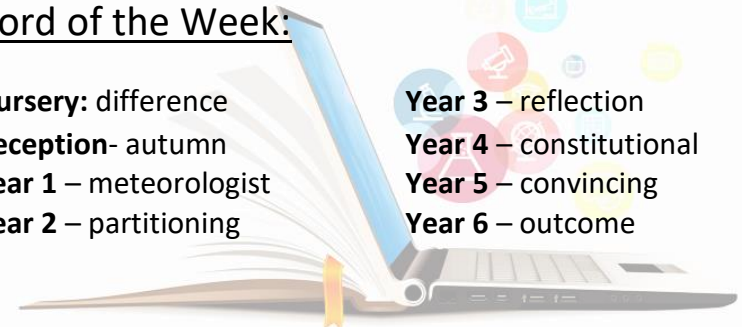 ord of the Week:
ursery: difference
eception- autumn
ear 1 – meteorologist
ear 2 – partitioning
Year 3 – reflection
Year 4 – constitutional
Year 5 – convincing
Year 6 – outcome